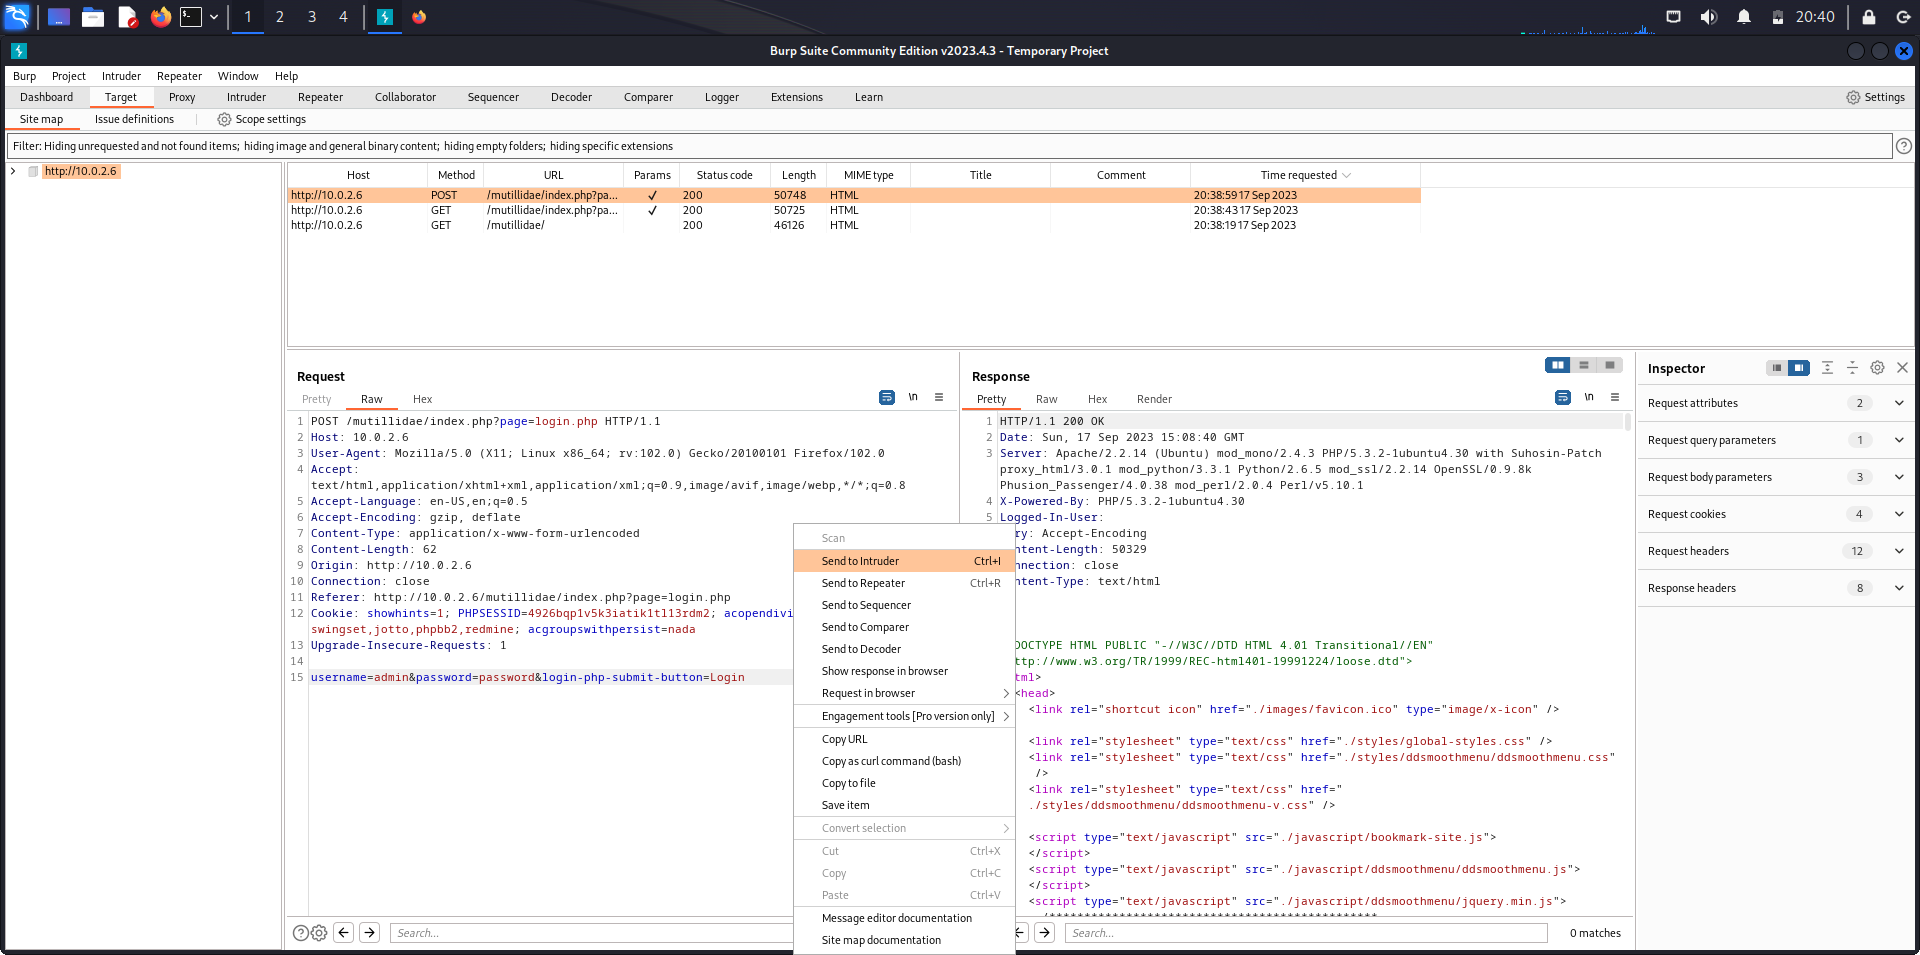 1 2 3 4 20:40
Burp Suite Community Edition v2023.4.3 - Temporary Project
Burp Project Intruder Repeater Window Help
Dashboard Target Proxy Intruder Repeater Collaborator Sequencer Decoder Comparer Logger Extensions Learn Settings
Site map Issue definitions Scope settings
Filter: Hiding unrequested and not found items; hiding image and general binary content; hiding empty folders; hiding specific extensions ?
http://10.0.2.6
Host Method URL Params Status code Length MIME type Title Comment Time requested
http://10.0.2.6 POST /mutillidae/index.php?pa... ✓ 200 50748 HTML 20:38:59 17 Sep 2023
http://10.0.2.6 GET /mutillidae/index.php?pa... ✓ 200 50725 HTML 20:38:43 17 Sep 2023
http://10.0.2.6 GET /mutillidae/ 200 46126 HTML 20:38:19 17 Sep 2023
Request
Pretty Raw Hex \n
1 POST /mutillidae/index.php?page=login.php HTTP/1.1
2 Host: 10.0.2.6
3 User-Agent: Mozilla/5.0 (X11; Linux x86_64; rv:102.0) Gecko/20100101 Firefox/102.0
4 Accept:
text/html,application/xhtml+xml,application/xml;q=0.9,image/avif,image/webp,*/*;q=0.8
5 Accept-Language: en-US,en;q=0.5
6 Accept-Encoding: gzip, deflate
7 Content-Type: application/x-www-form-urlencoded
8 Content-Length: 62
9 Origin: http://10.0.2.6
10 Connection: close
11 Referer: http://10.0.2.6/mutillidae/index.php?page=login.php
12 Cookie: showhints=1; PHPSESSID=4926bqp1v5k3iatik1tl13rdm2; acopendivi
swingset,jotto,phpbb2,redmine; acgroupswithpersist=nada
13 Upgrade-Insecure-Requests: 1
14
15 username=admin&password=password&login-php-submit-button=Login
? Search...
Scan
Send to Intruder Ctrl+I
Send to Repeater Ctrl+R
Send to Sequencer
Send to Comparer
Send to Decoder
Show response in browser
Request in browser
Engagement tools [Pro version only]
Copy URL
Copy as curl command (bash)
Copy to file
Save item
Convert selection
Cut Ctrl+X
Copy Ctrl+C
Paste Ctrl+V
Message editor documentation
Site map documentation
Response
Pretty Raw Hex Render \n
1 HTTP/1.1 200 OK
2 Date: Sun, 17 Sep 2023 15:08:40 GMT
3 Server: Apache/2.2.14 (Ubuntu) mod_mono/2.4.3 PHP/5.3.2-1ubuntu4.30 with Suhosin-Patch
proxy_html/3.0.1 mod_python/3.3.1 Python/2.6.5 mod_ssl/2.2.14 OpenSSL/0.9.8k
Phusion_Passenger/4.0.38 mod_perl/2.0.4 Perl/v5.10.1
4 X-Powered-By: PHP/5.3.2-1ubuntu4.30
5 Logged-In-User:
ry: Accept-Encoding
ntent-Length: 50329
nnection: close
ntent-Type: text/html
DOCTYPE HTML PUBLIC "-//W3C//DTD HTML 4.01 Transitional//EN"
ttp://www.w3.org/TR/1999/REC-html401-19991224/loose.dtd">
tml>
<head>
<link rel="shortcut icon" href="./images/favicon.ico" type="image/x-icon" />
<link rel="stylesheet" type="text/css" href="./styles/global-styles.css" />
<link rel="stylesheet" type="text/css" href="./styles/ddsmoothmenu/ddsmoothmenu.css"
/>
<link rel="stylesheet" type="text/css" href="
./styles/ddsmoothmenu/ddsmoothmenu-v.css" />
<script type="text/javascript" src="./javascript/bookmark-site.js">
</script>
<script type="text/javascript" src="./javascript/ddsmoothmenu/ddsmoothmenu.js">
</script>
<script type="text/javascript" src="./javascript/ddsmoothmenu/jquery.min.js">
Search... 0 matches
Inspector
Request attributes 2
Request query parameters 1
Request body parameters 3
Request cookies 4
Request headers 12
Response headers 8